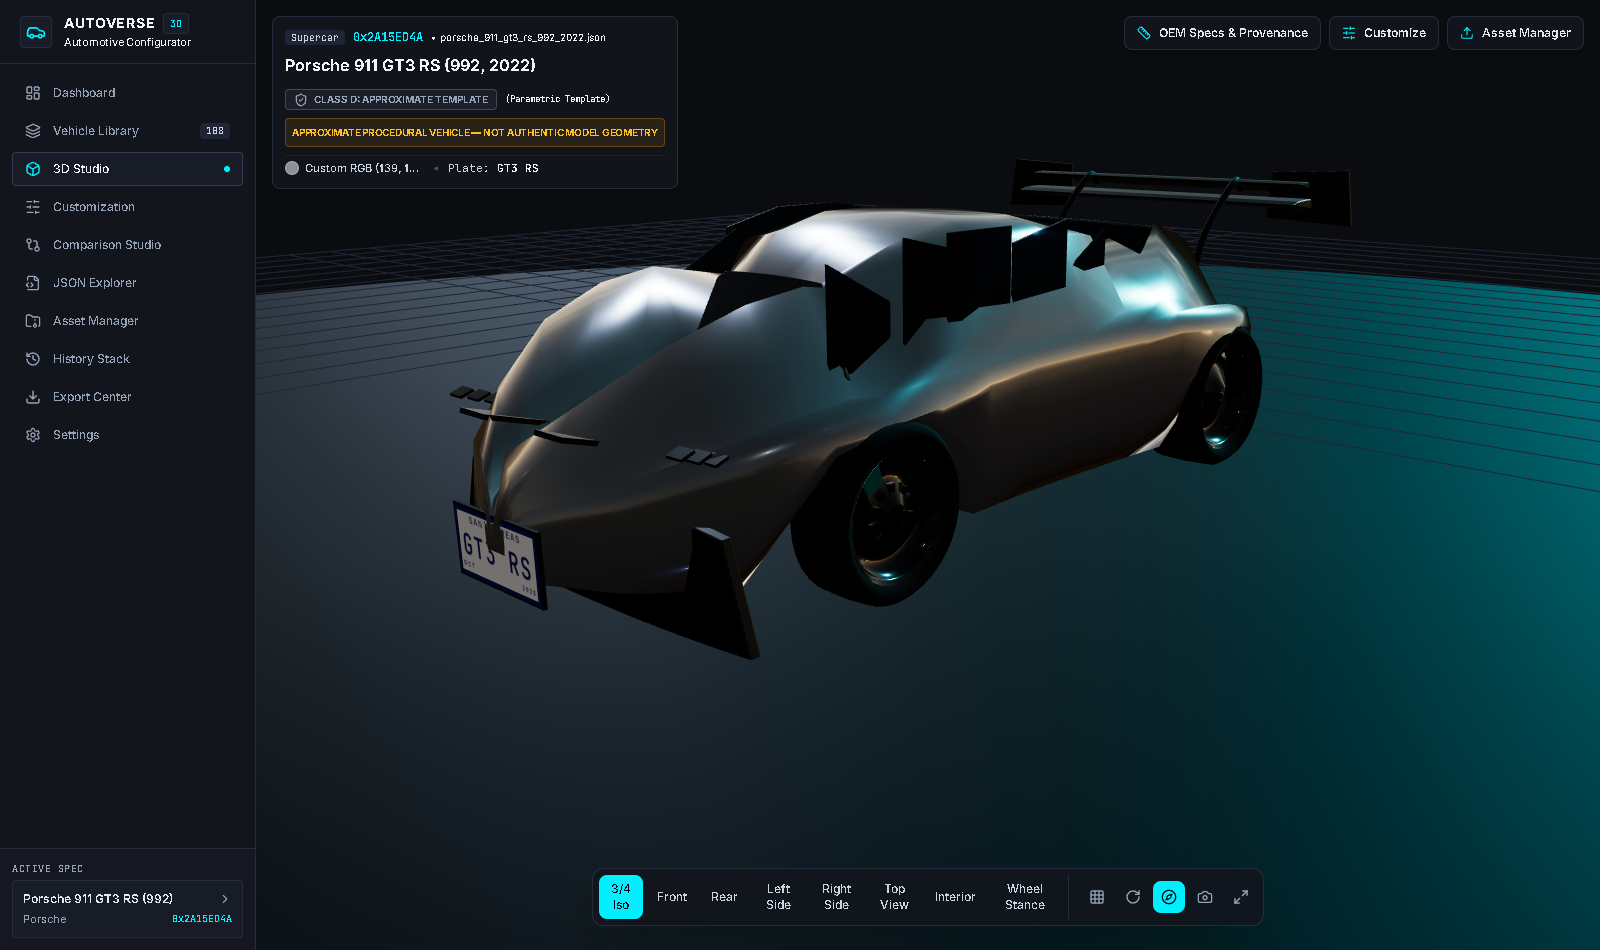 AUTOVERSE 3D
Automotive Configurator
Dashboard
Vehicle Library 188
3D Studio
Customization
Comparison Studio
JSON Explorer
Asset Manager
History Stack
Export Center
Settings
ACTIVE SPEC
Porsche 911 GT3 RS (992)
Porsche 0x2A15ED4A
Supercar 0x2A15ED4A • porsche_911_gt3_rs_992_2022.json
Porsche 911 GT3 RS (992, 2022)
CLASS D: APPROXIMATE TEMPLATE (Parametric Template)
APPROXIMATE PROCEDURAL VEHICLE — NOT AUTHENTIC MODEL GEOMETRY
Custom RGB (139, 1... • Plate: GT3 RS
OEM Specs & Provenance
Customize
Asset Manager
GT3 RS
OCT
3/4
Iso
Front
Rear
Left
Side
Right
Side
Top
View
Interior
Wheel
Stance